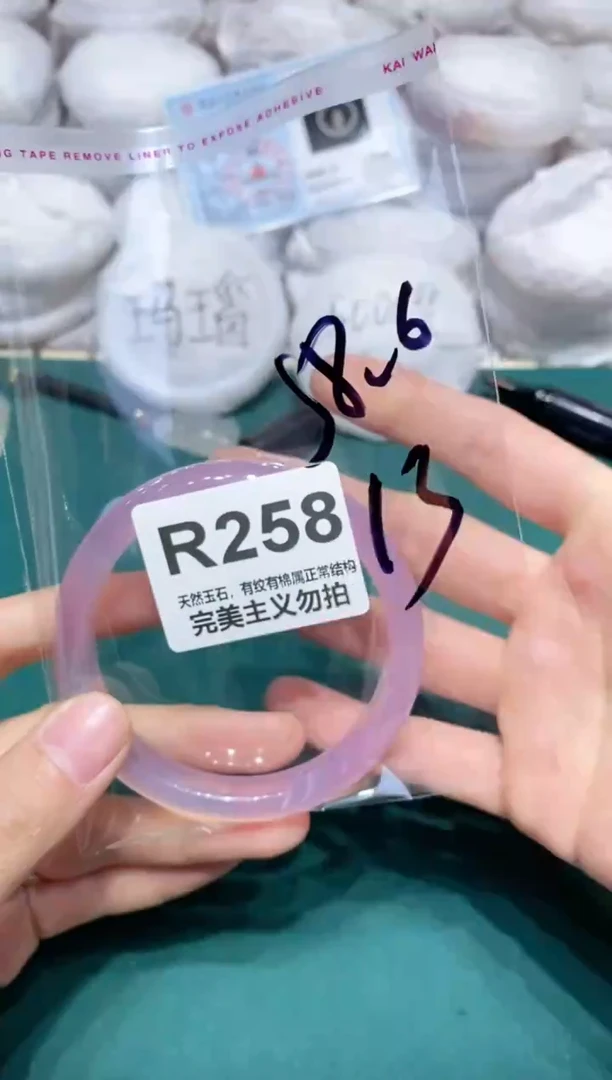 KAI WAI
NG TAPE REMOVE LINER TO EXPOSE ADHESIVE
玛瑙
58.6
13
R258
天然玉石，有纹有棉属正常结构
完美主义勿拍